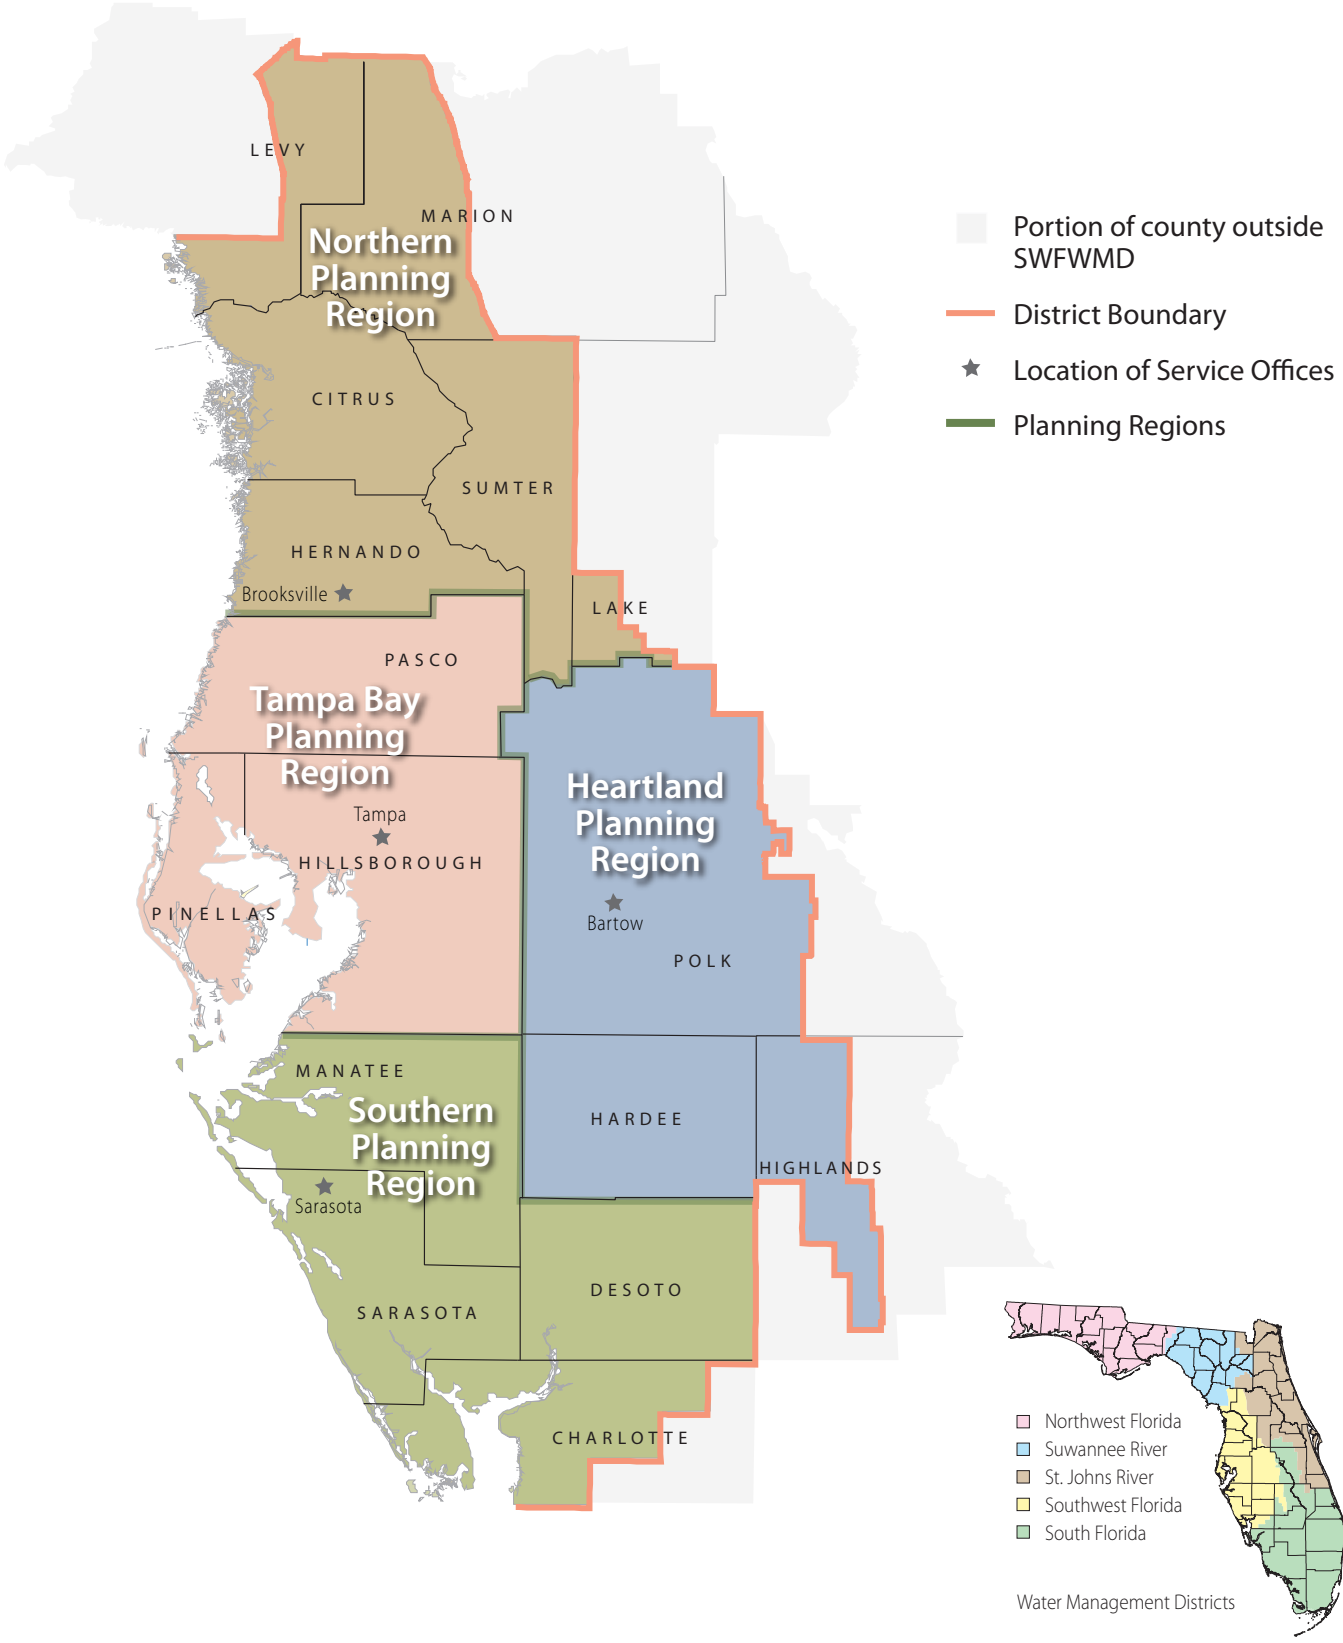 LEVY
MARION
Northern
Planning
Region
CITRUS
SUMTER
HERNANDO
Brooksville
LAKE
PASCO
Tampa Bay
Planning
Region
Tampa
HILLSBOROUGH
PINELLAS
Heartland
Planning
Region
Bartow
POLK
MANATEE
Southern
Planning
Region
HARDEE
HIGHLANDS
Sarasota
DESOTO
SARASOTA
CHARLOTTE
Portion of county outside
SWFWMD
District Boundary
Location of Service Offices
Planning Regions
Northwest Florida
Suwannee River
St. Johns River
Southwest Florida
South Florida
Water Management Districts